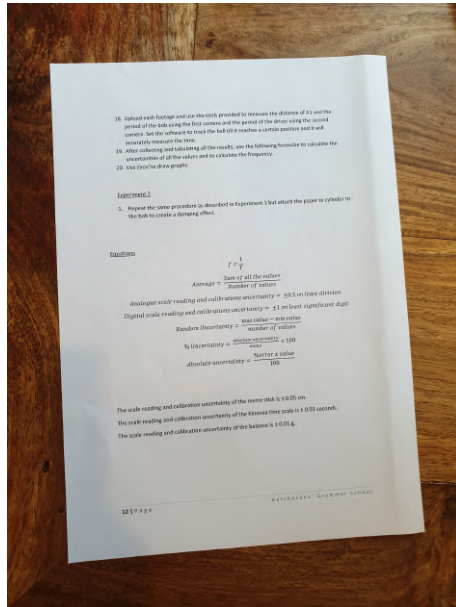 18. Upload each footage and use the tools provided to measure the distance of A1 and the
period of the bob using the first camera and the period of the driver using the second
camera. Set the software to track the ball till it reaches a certain position and it will
accurately measure the time.
19. After collecting and tabulating all the results, use the following formulae to calculate the
uncertainties of all the values and to calculate the frequency.
20. Use Excel to draw graphs.
Experiment 2
1. Repeat the same procedure as described in Experiment 1 but attach the paper to cylinder to
the bob to create a damping effect.
Equations
f = 1/T
Average = Sum of all the values / Number of values
Analogue scale reading and calibrations uncertainty = ±0.5 on least division
Digital scale reading and calibrations uncertainty = ±1 on least significant digit
Random Uncertainty = max value − min value / number of values
% Uncertainty = absolute uncertainty / value x 100
Absolute uncertainty = %error x value / 100
The scale reading and calibration uncertainty of the metre stick is ± 0.05 cm.
The scale reading and calibration uncertainty of the Kinovea time scale is ± 0.01 seconds.
The scale reading and calibration uncertainty of the balance is ± 0.01 g.
Hutchesons' Grammar School
12 | Page